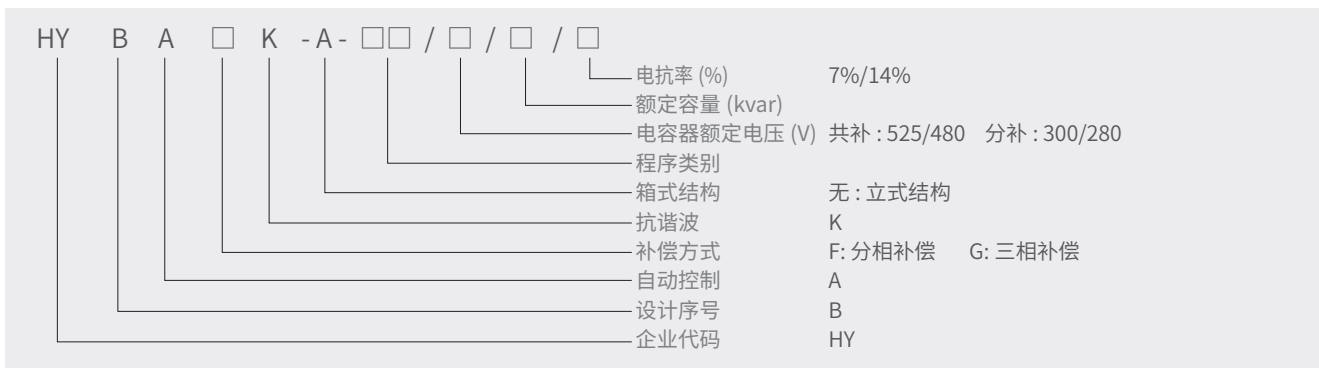 HY B A □ K -A- □□ / □ / □ / □
电抗率 (%) 7%/14%
额定容量 (kvar)
电容器额定电压 (V) 共补 : 525/480 分补 : 300/280
程序类别
箱式结构 无 : 立式结构
抗谐波 K
补偿方式 F: 分相补偿 G: 三相补偿
自动控制 A
设计序号 B
企业代码 HY